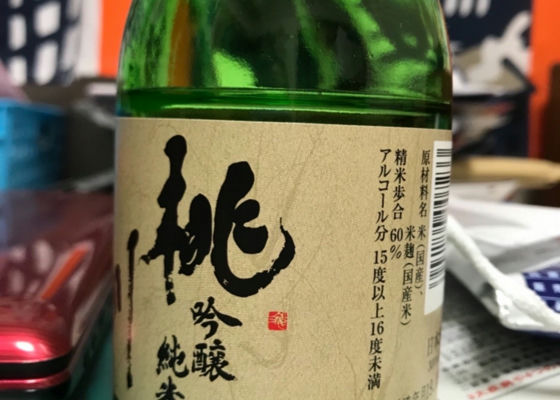 原材料名 米(国産)、
米麹(国産米)
精米歩合 60%
アルコール分 15度以上16度未満
桃
吟醸
純米